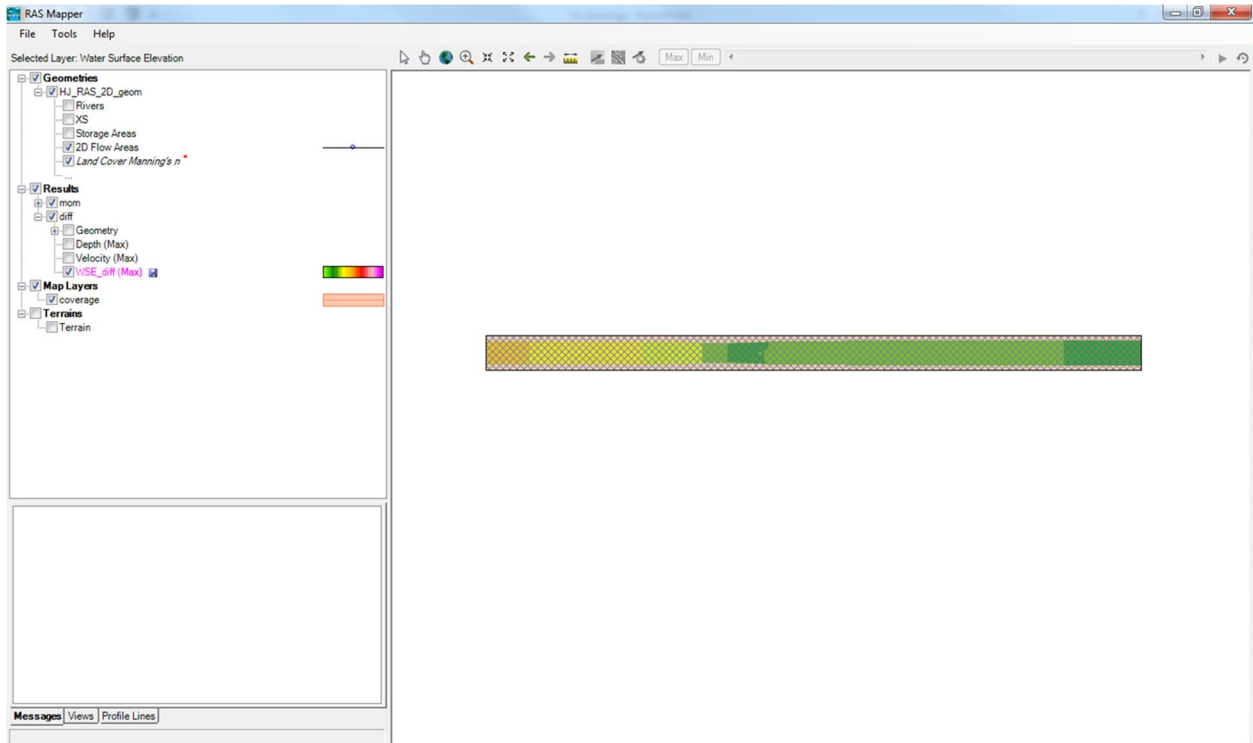 RAS Mapper
File Tools Help
Selected Layer: Water Surface Elevation
Max Min
Geometries
HJ_RAS_2D_geom
Rivers
XS
Storage Areas
2D Flow Areas
Land Cover Manning's n *
...
Results
mom
diff
Geometry
Depth (Max)
Velocity (Max)
WSE_diff (Max)
Map Layers
coverage
Terrains
Terrain
Messages Views Profile Lines